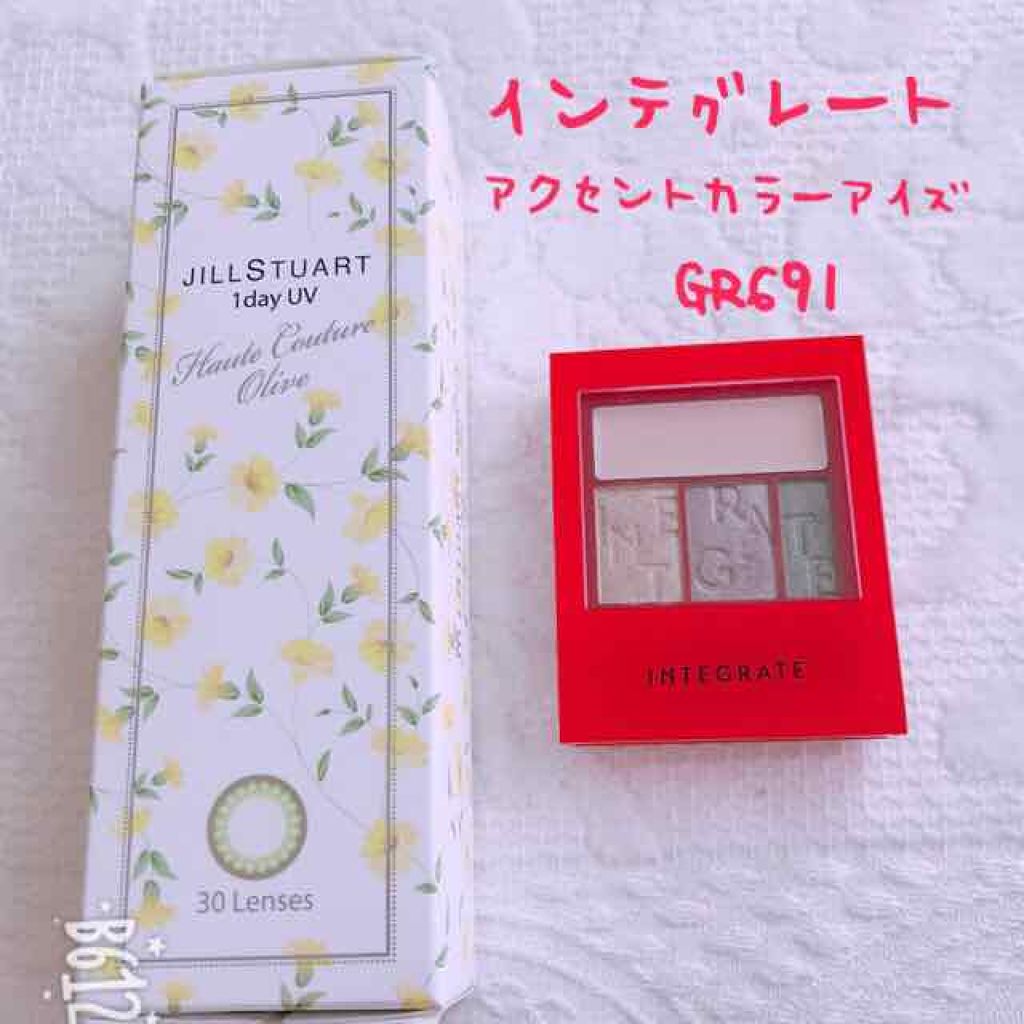 インテグレート
アクセントカラーアイズ
GR691
JILLSTUART
1day UV
Haute Couture
Olive
30 Lenses
INTEGRATE
B612